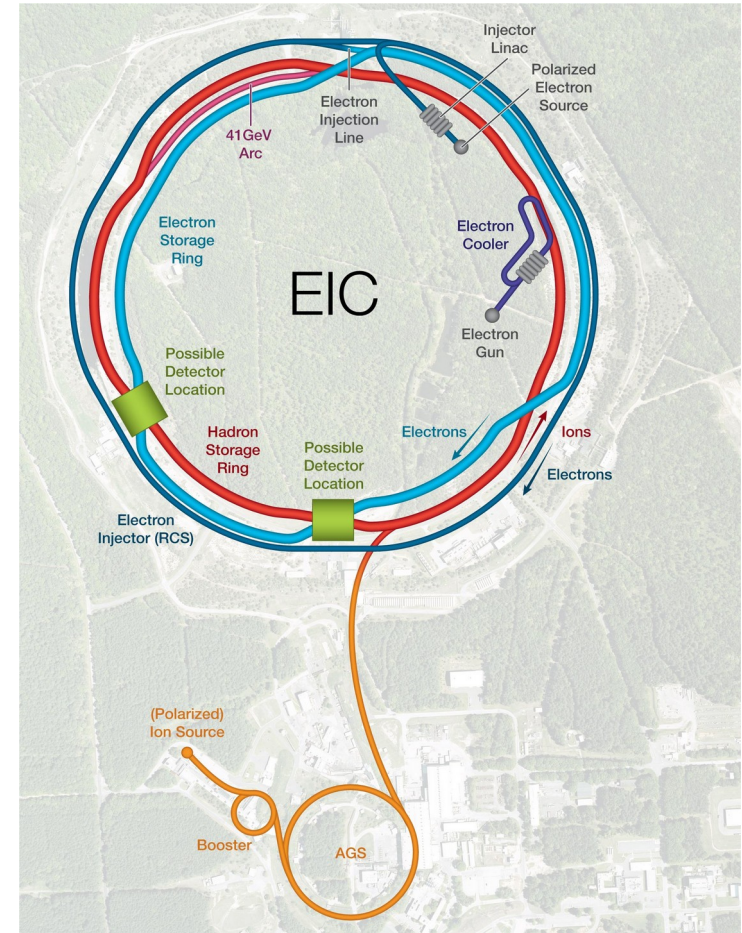 Injector
Linac
Polarized
Electron
Source
Electron
Injection
Line
41GeV
Arc
Electron
Storage
Ring
Electron
Cooler
EIC
Electron
Gun
Possible
Detector
Location
Hadron
Storage
Ring
Possible
Detector
Location
Electrons
Ions
Electrons
Electron
Injector (RCS)
(Polarized)
Ion Source
Booster
AGS